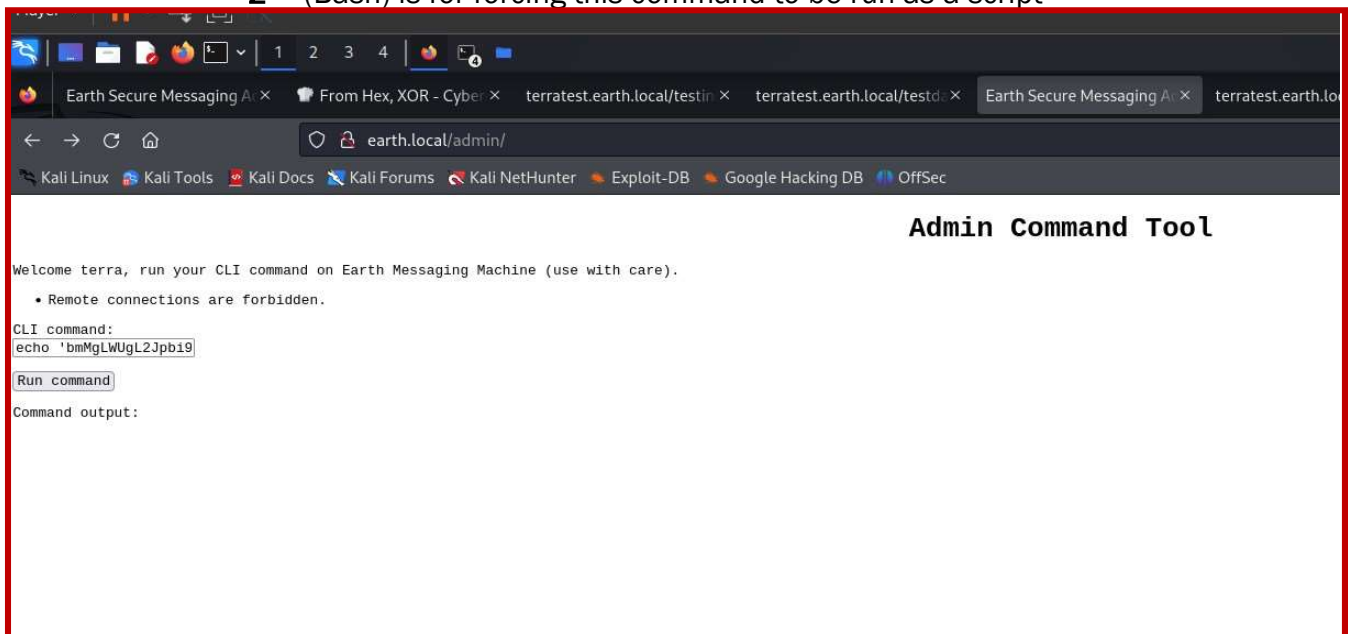 (Bash) is for forcing this command to be run as a script
1 2 3 4 4
Earth Secure Messaging From Hex, XOR - Cyber terratest.earth.local/testin terratest.earth.local/testda Earth Secure Messaging terratest.earth.lo
earth.local/admin/
Kali Linux Kali Tools Kali Docs Kali Forums Kali NetHunter Exploit-DB Google Hacking DB OffSec
Admin Command Tool
Welcome terra, run your CLI command on Earth Messaging Machine (use with care).
• Remote connections are forbidden.
CLI command:
echo 'bmMgLWUgL2Jpbi9
Run command
Command output: